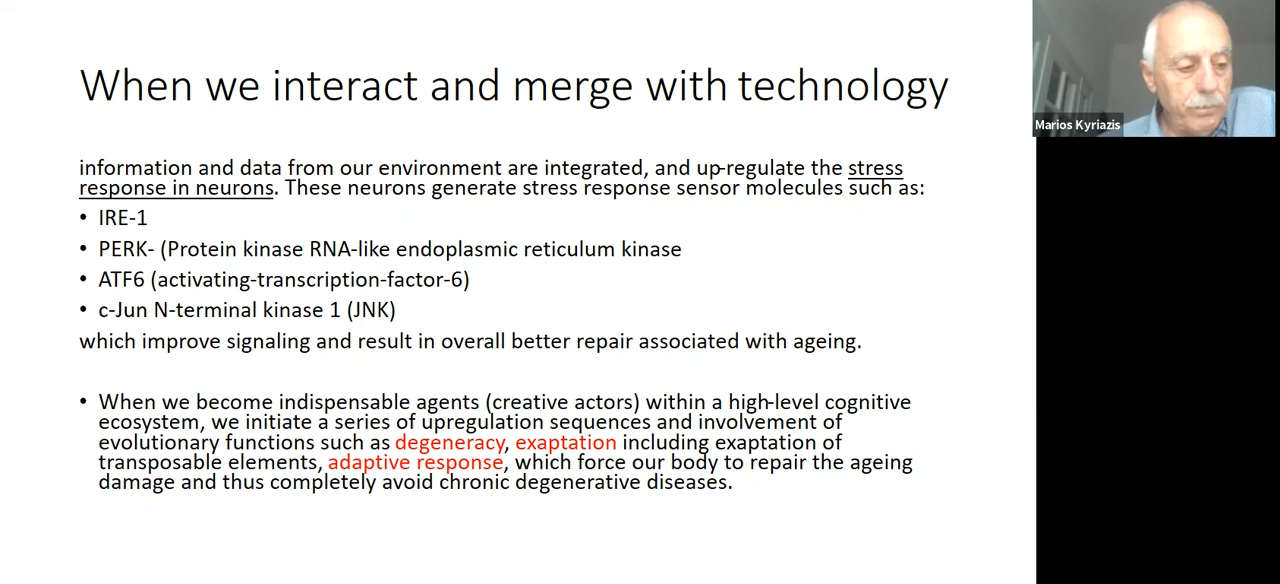 When we interact and merge with technology
information and data from our environment are integrated, and up-regulate the stress
response in neurons. These neurons generate stress response sensor molecules such as:
• IRE-1
• PERK- (Protein kinase RNA-like endoplasmic reticulum kinase
• ATF6 (activating-transcription-factor-6)
• c-Jun N-terminal kinase 1 (JNK)
which improve signaling and result in overall better repair associated with ageing.
• When we become indispensable agents (creative actors) within a high-level cognitive
ecosystem, we initiate a series of upregulation sequences and involvement of
evolutionary functions such as degeneracy, exaptation including exaptation of
transposable elements, adaptive response, which force our body to repair the ageing
damage and thus completely avoid chronic degenerative diseases.
Marios Kyriazis